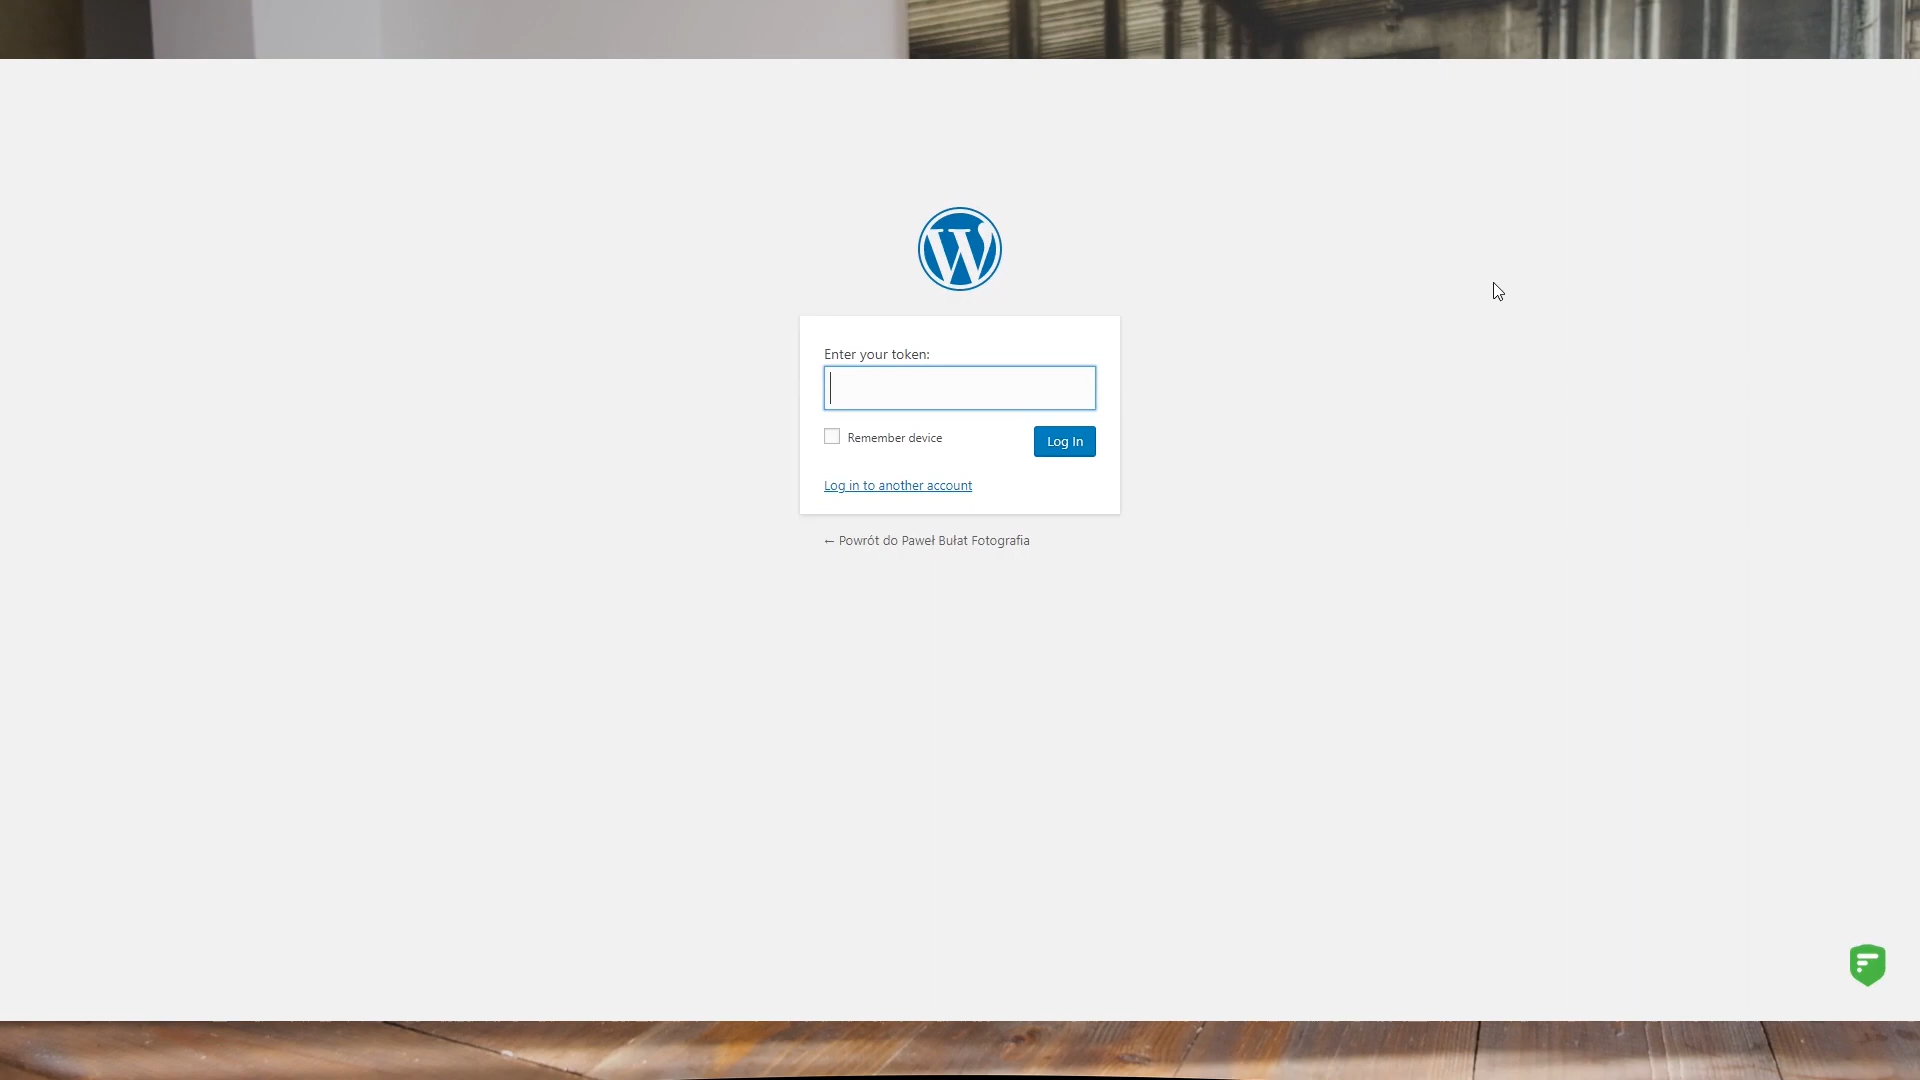 Enter your token:
Remember device
Log In
Log in to another account
← Powrót do Paweł Bułat Fotografia